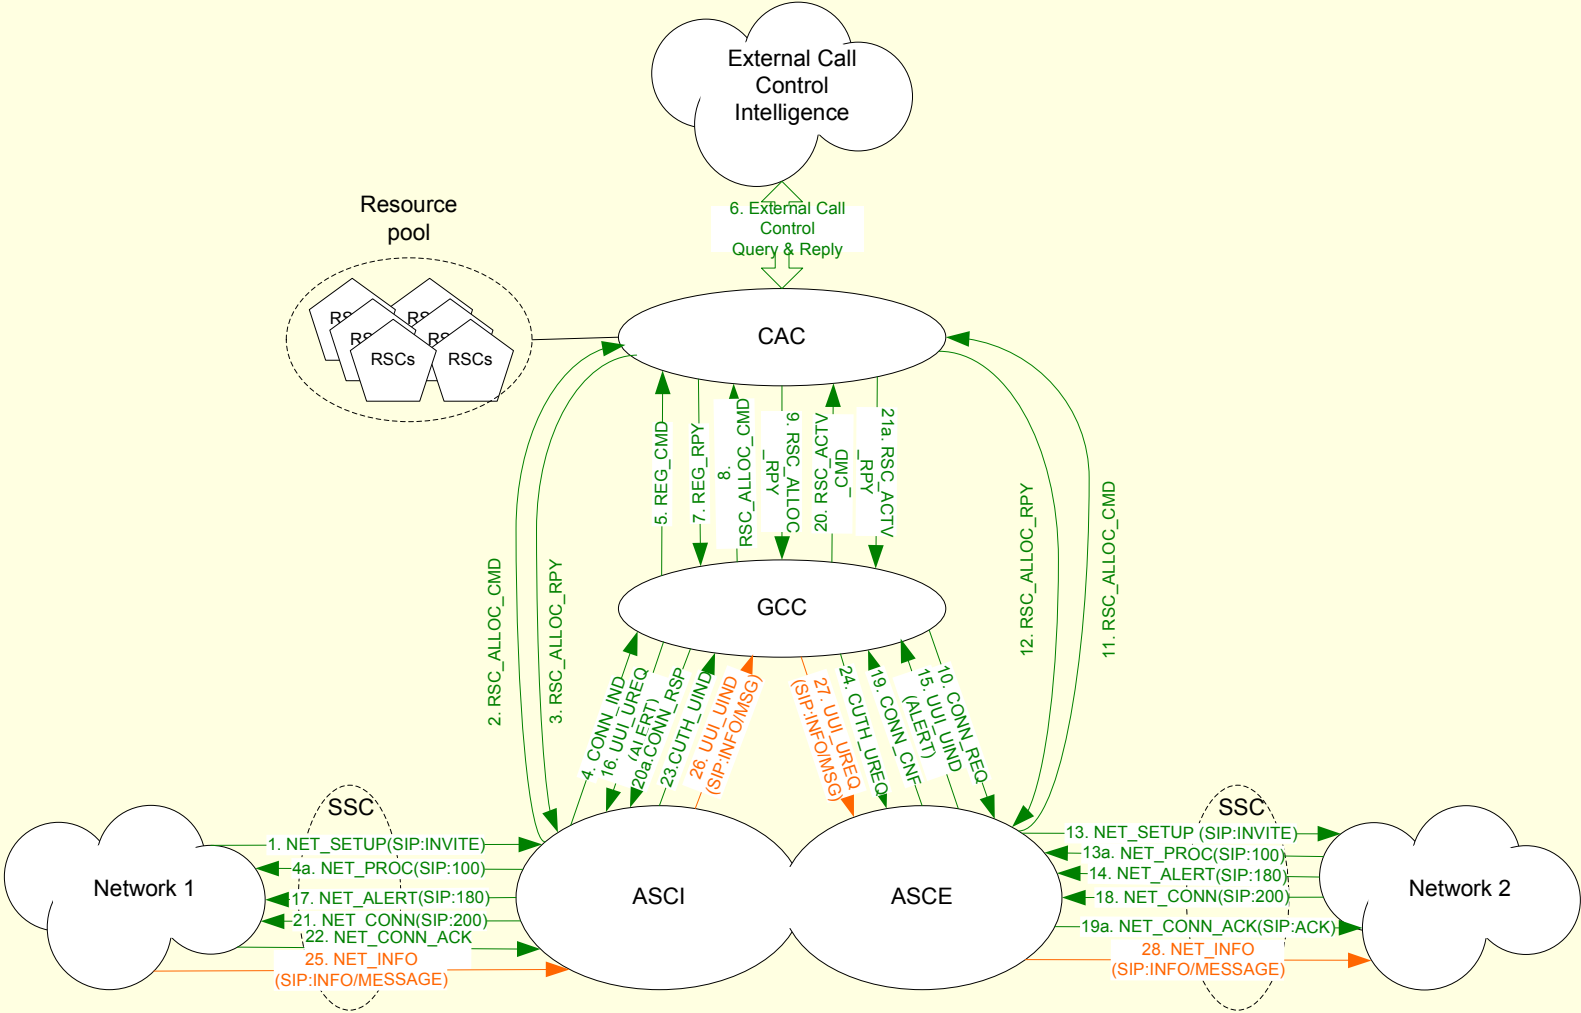 External Call
Control
Intelligence
6. External Call
Control
Query & Reply
Resource
pool
RSCs
RSCs
CAC
5. REG_CMD
7. REG_RPY
8.
RSC_ALLOC_CMD
9. RSC_ALLOC
_RPY
20. RSC_ACTV
_CMD
21a. RSC_ACTV
_RPY
2. RSC_ALLOC_CMD
3. RSC_ALLOC_RPY
12. RSC_ALLOC_RPY
11. RSC_ALLOC_CMD
GCC
4. CONN_IND
16. UUI_UREQ
(ALERT)
20a.CONN_RSP
23.CUTH_UIND
26. UUI_UIND
(SIP:INFO/MSG)
27. UUI_UREQ
(SIP:INFO/MSG)
24. CUTH_UREQ
19. CONN_CNF
15. UUI_UIND
(ALERT)
10. CONN_REQ
SSC
SSC
1. NET_SETUP(SIP:INVITE)
4a. NET_PROC(SIP:100)
17. NET_ALERT(SIP:180)
21. NET_CONN(SIP:200)
22. NET_CONN_ACK
25. NET_INFO
(SIP:INFO/MESSAGE)
Network 1
ASCI
ASCE
13. NET_SETUP (SIP:INVITE)
13a. NET_PROC(SIP:100)
14. NET_ALERT(SIP:180)
18. NET_CONN(SIP:200)
19a. NET_CONN_ACK(SIP:ACK)
28. NET_INFO
(SIP:INFO/MESSAGE)
Network 2